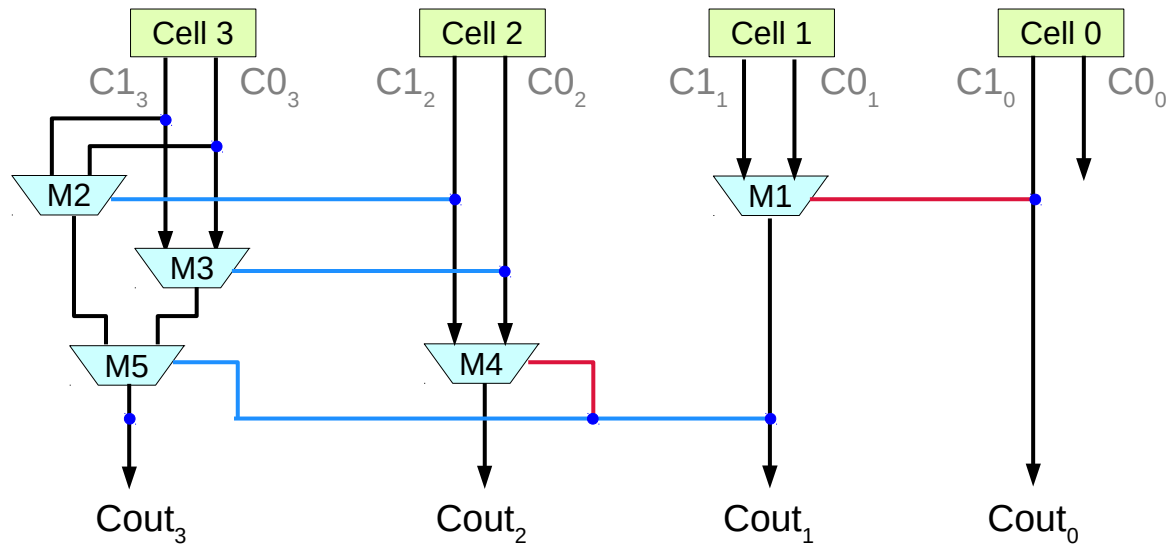 Cell 3 Cell 2 Cell 1 Cell 0
C1₃ C0₃ C1₂ C0₂ C1₁ C0₁ C1₀ C0₀
M2 M1
M3
M5 M4
Cout₃ Cout₂ Cout₁ Cout₀